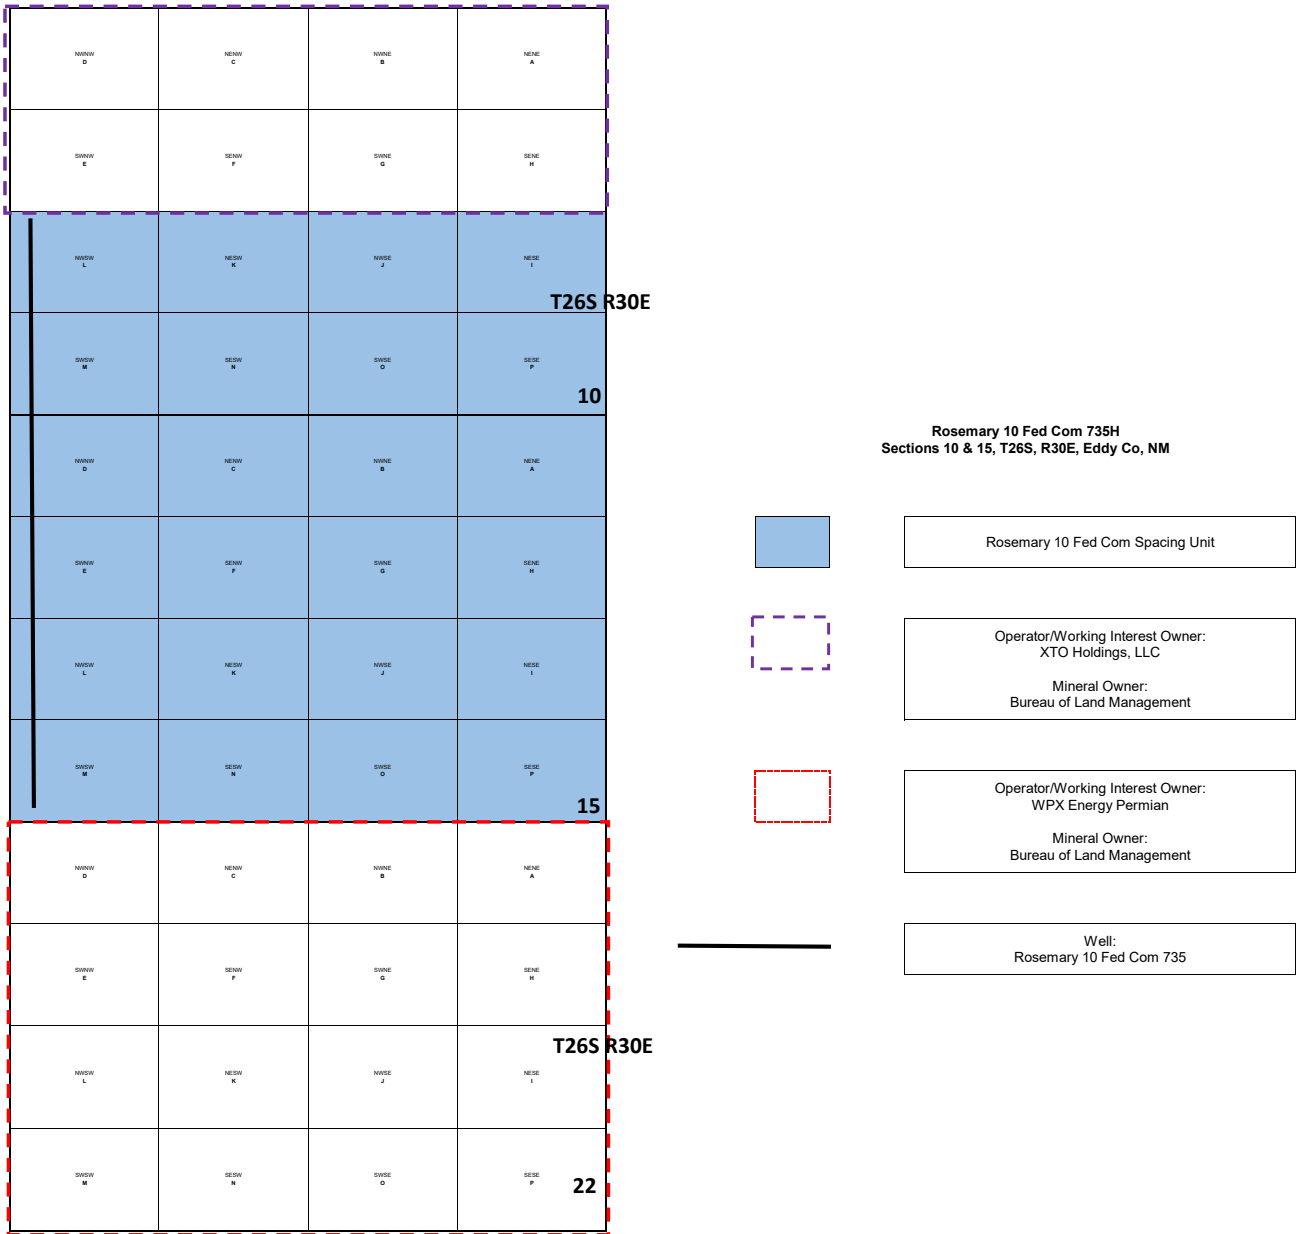 NWNW
D
NENW
C
NWNE
B
NENE
A
SWNW
E
SENW
F
SWNE
G
SENE
H
NWSW
L
NESW
K
NWSE
J
NESE
I
T26S R30E
SWSW
M
SESW
N
SWSE
O
SESE
P
10
NWNW
D
NENW
C
NWNE
B
NENE
A
SWNW
E
SENW
F
SWNE
G
SENE
H
NWSW
L
NESW
K
NWSE
J
NESE
I
SWSW
M
SESW
N
SWSE
O
SESE
P
15
NWNW
D
NENW
C
NWNE
B
NENE
A
SWNW
E
SENW
F
SWNE
G
SENE
H
T26S R30E
NWSW
L
NESW
K
NWSE
J
NESE
I
SWSW
M
SESW
N
SWSE
O
SESE
P
22
Rosemary 10 Fed Com 735H
Sections 10 & 15, T26S, R30E, Eddy Co, NM
Rosemary 10 Fed Com Spacing Unit
Operator/Working Interest Owner:
XTO Holdings, LLC
Mineral Owner:
Bureau of Land Management
Operator/Working Interest Owner:
WPX Energy Permian
Mineral Owner:
Bureau of Land Management
Well:
Rosemary 10 Fed Com 735